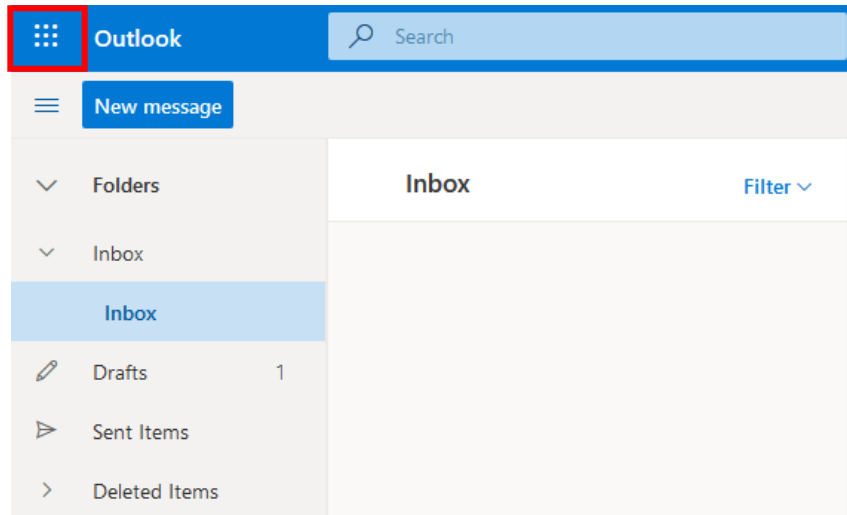 Outlook
Search
New message
Folders
Inbox
Filter
Inbox
Inbox
Drafts 1
Sent Items
Deleted Items